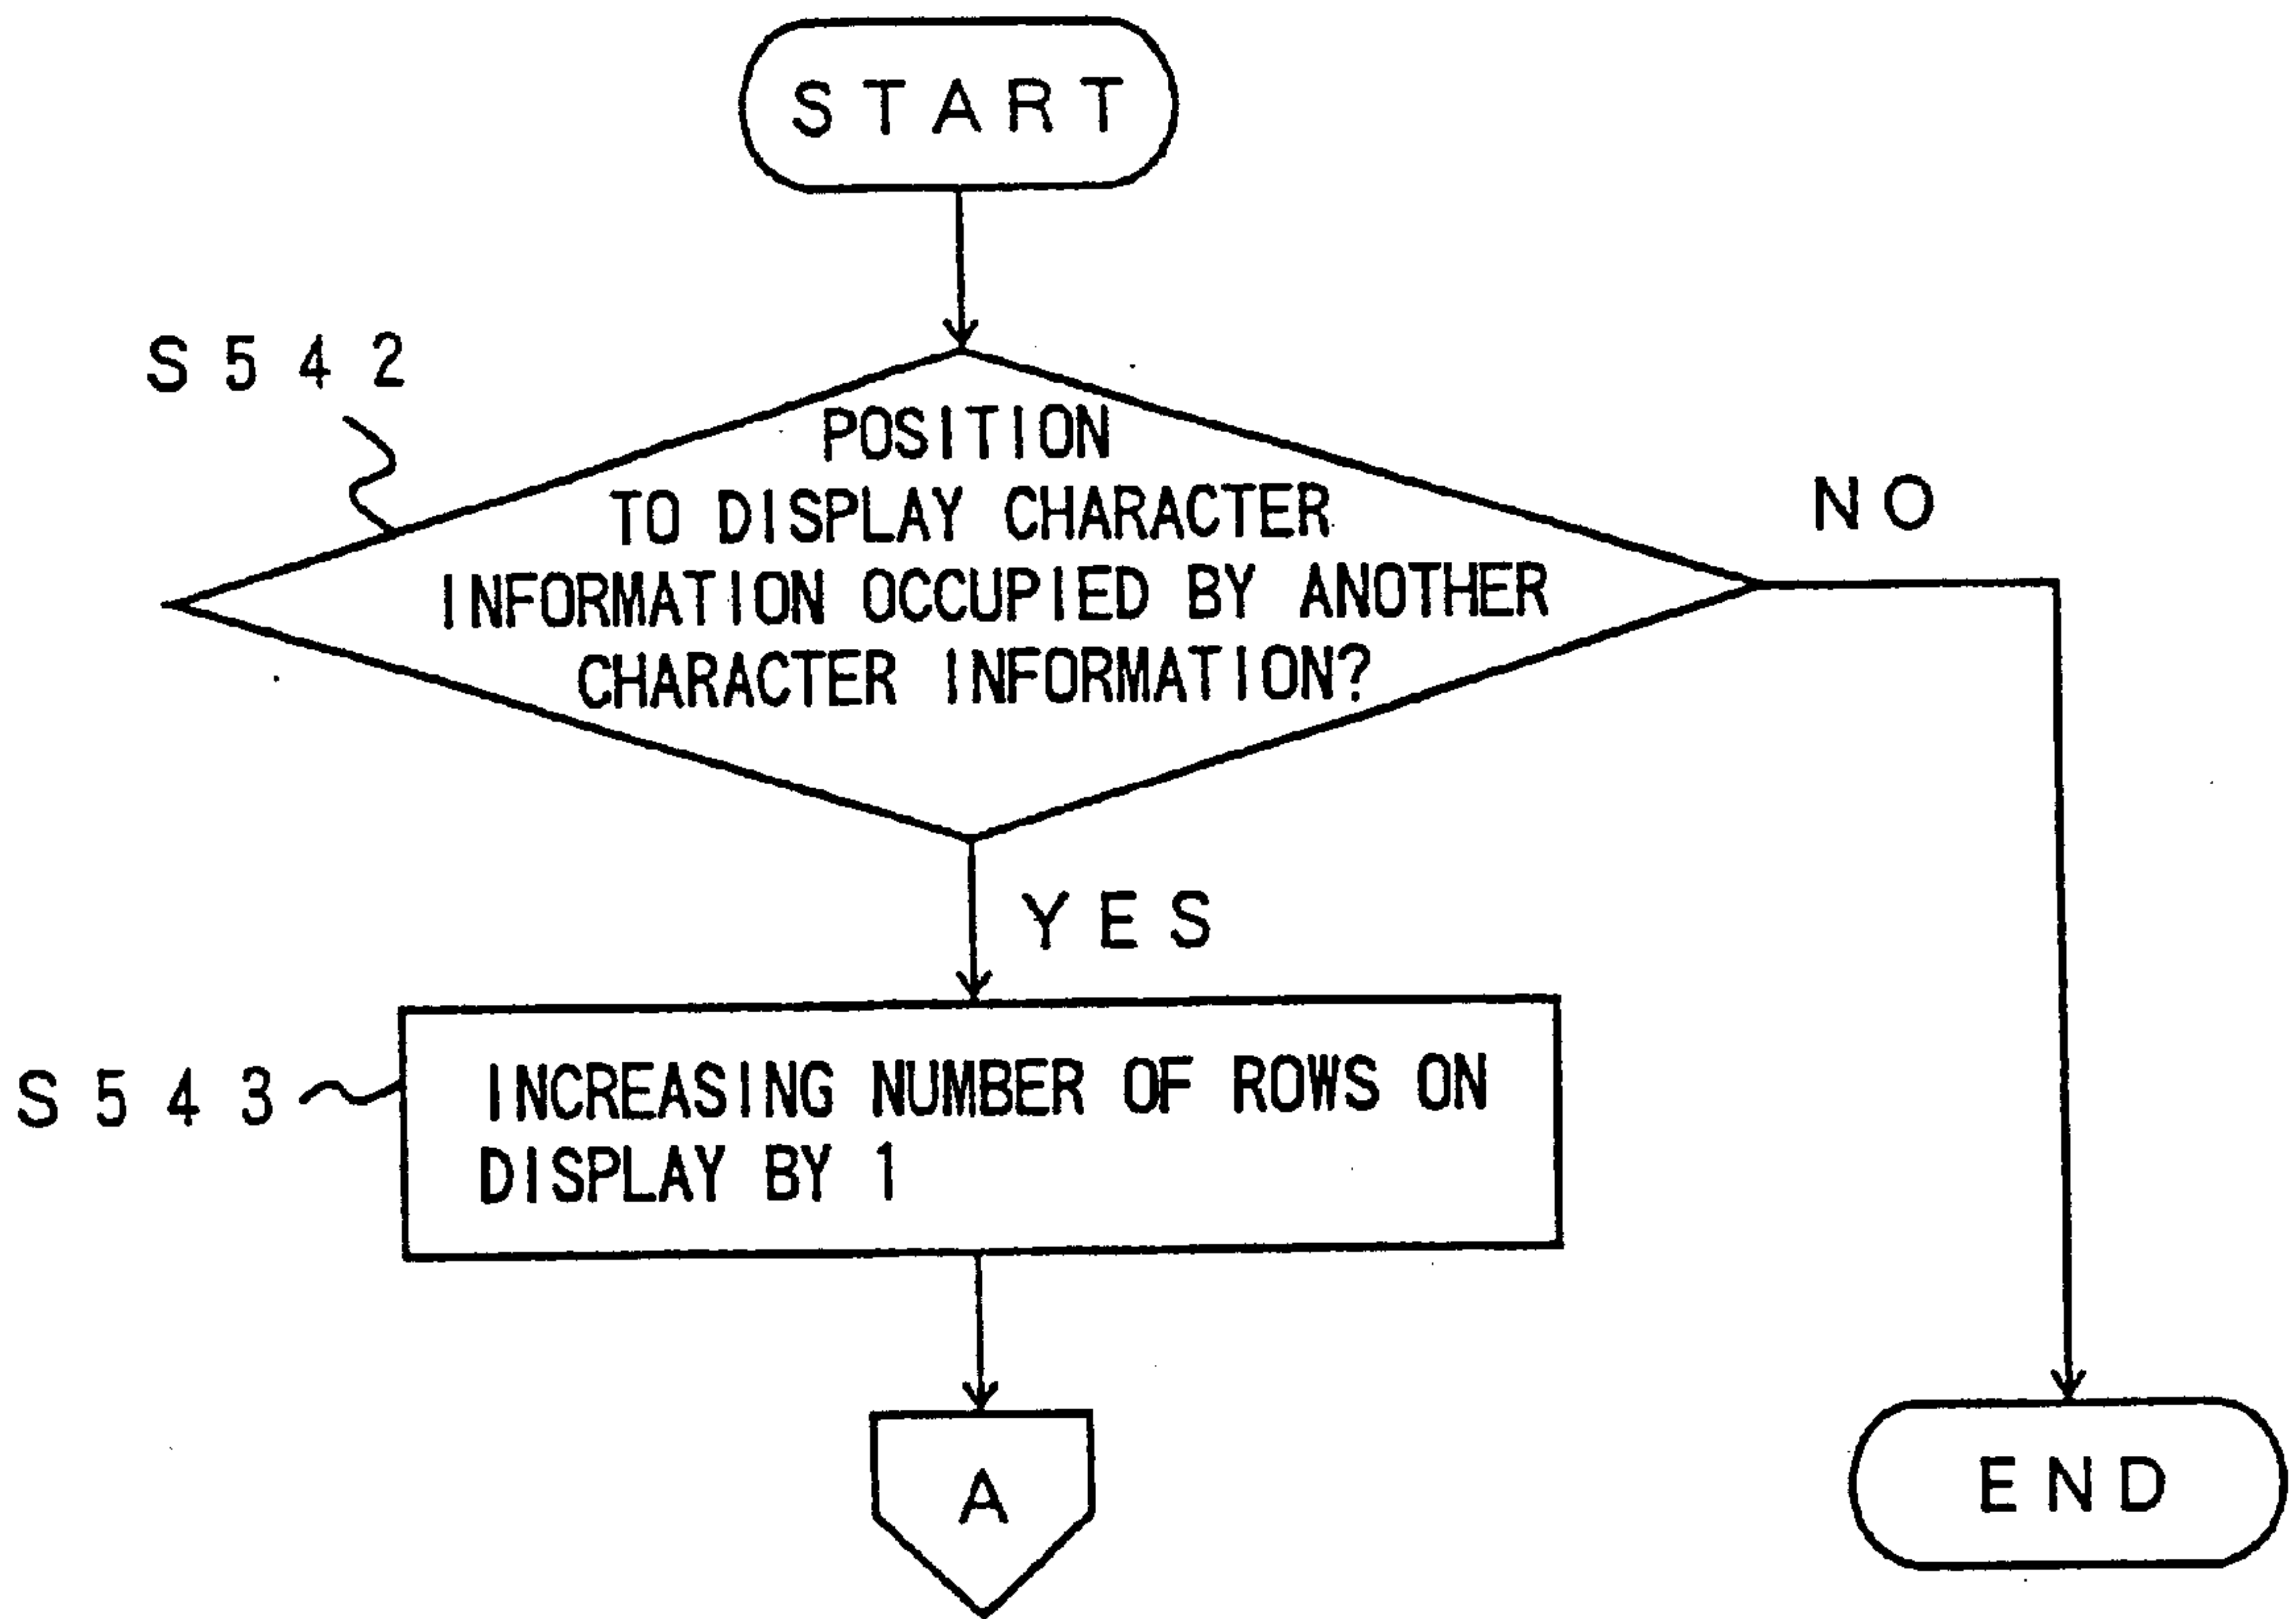 START
S542
POSITION
TO DISPLAY CHARACTER
INFORMATION OCCUPIED BY ANOTHER
CHARACTER INFORMATION?
NO
YES
S543
INCREASING NUMBER OF ROWS ON
DISPLAY BY 1
A
END